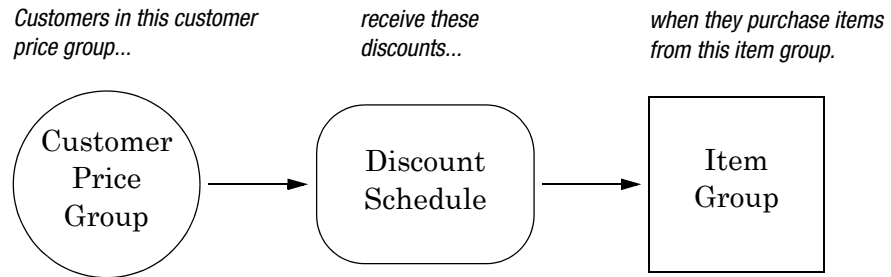 Customers in this customer
price group...
receive these
discounts...
when they purchase items
from this item group.
Customer
Price
Group
Discount
Schedule
Item
Group